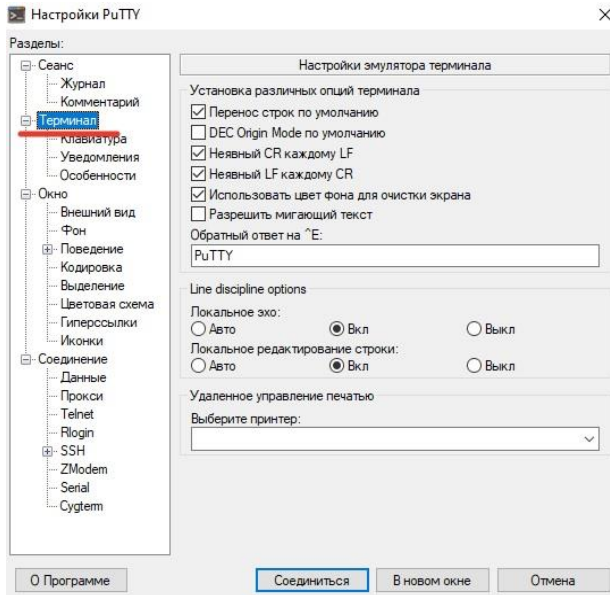 Настройки PuTTY
Разделы:
Сеанс
Журнал
Комментарий
Терминал
Клавиатура
Уведомления
Особенности
Окно
Внешний вид
Фон
Поведение
Кодировка
Выделение
Цветовая схема
Гиперссылки
Иконки
Соединение
Данные
Прокси
Telnet
Rlogin
SSH
ZModem
Serial
Cygterm
Настройки эмулятора терминала
Установка различных опций терминала
Перенос строк по умолчанию
DEC Origin Mode по умолчанию
Неявный CR каждому LF
Неявный LF каждому CR
Использовать цвет фона для очистки экрана
Разрешить мигающий текст
Обратный ответ на ^E:
PuTTY
Line discipline options
Локальное эхо:
Авто Вкл Выкл
Локальное редактирование строки:
Авто Вкл Выкл
Удаленное управление печатью
Выберите принтер:
О Программе Соединиться В новом окне Отмена